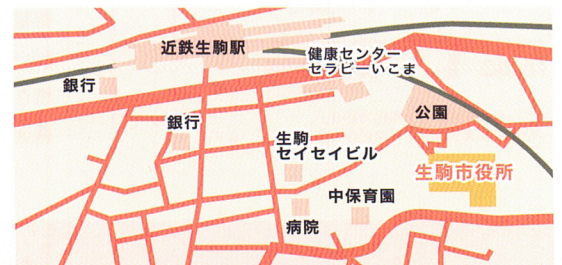 近鉄生駒駅
健康センター
セラビーいこま
銀行
公園
銀行
生駒
セイセイビル
生駒市役所
中保育園
病院